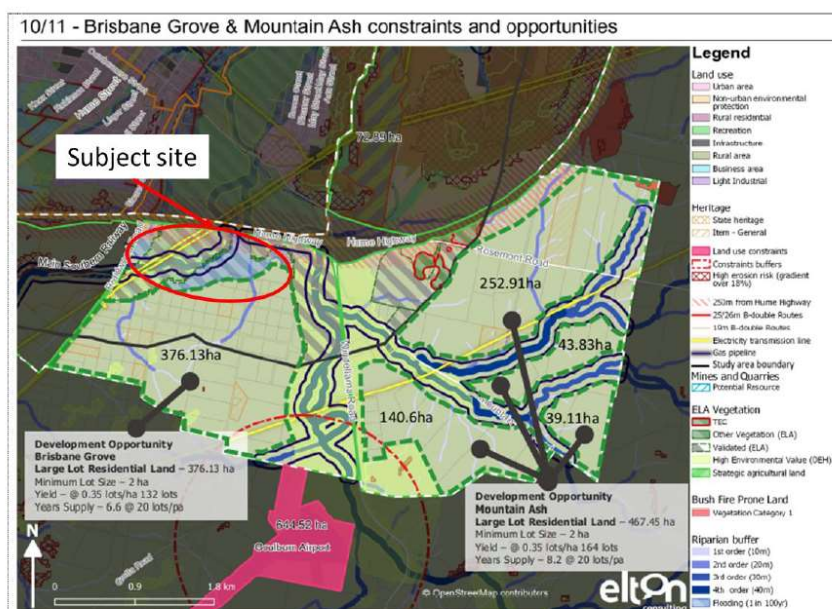 10/11 - Brisbane Grove & Mountain Ash constraints and opportunities
Subject site
72.89 ha
Main Southern Railway
Hume Highway
Hume Highway
Rosemont Road
252.91ha
43.83ha
376.13ha
140.6ha
39.11ha
Development Opportunity
Brisbane Grove
Large Lot Residential Land – 376.13 ha
Minimum Lot Size – 2 ha
Yield – @ 0.35 lots/ha 132 lots
Years Supply – 6.6 @ 20 lots/pa
Development Opportunity
Mountain Ash
Large Lot Residential Land – 467.45 ha
Minimum Lot Size – 2 ha
Yield – @ 0.35 lots/ha 164 lots
Years Supply – 8.2 @ 20 lots/pa
Goulburn Airport
N
0 0.9 1.8 km
© OpenStreetMap contributors
elton
consulting
Legend
Land use
Urban area
Non-urban environmental
protection
Rural residential
Recreation
Infrastructure
Rural area
Business area
Light Industrial
Heritage
State heritage
Item - General
Land use constraints
Constraints buffers
High erosion risk (gradient
over 18%)
250m from Hume Highway
25/26m B-double Routes
19m B-double Routes
Electricity transmission line
Gas pipeline
Study area boundary
Mines and Quarries
Potential Resource
ELA Vegetation
TEC
Other Vegetation (ELA)
Validated (ELA)
High Environmental Value (OEH)
Strategic agricultural land
Bush Fire Prone Land
Vegetation Category 1
Riparian buffer
1st order (10m)
2nd order (20m)
3rd order (30m)
4th order (40m)
Flooding (1 in 100yr)